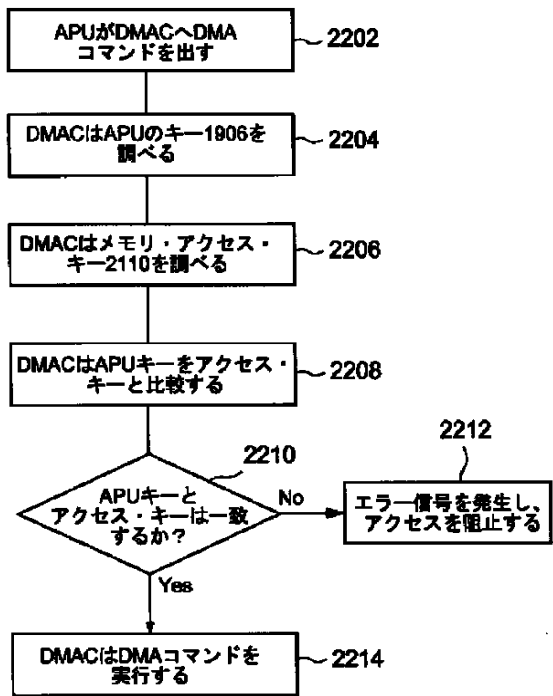 APUがDMACへDMA
コマンドを出す
2202
DMACはAPUのキー1906を
調べる
2204
DMACはメモリ・アクセス・
キー2110を調べる
2206
DMACはAPUキーをアクセス・
キーと比較する
2208
2210
APUキーと
アクセス・キーは一致
するか?
No
2212
エラー信号を発生し、
アクセスを阻止する
Yes
DMACはDMAコマンドを
実行する
2214